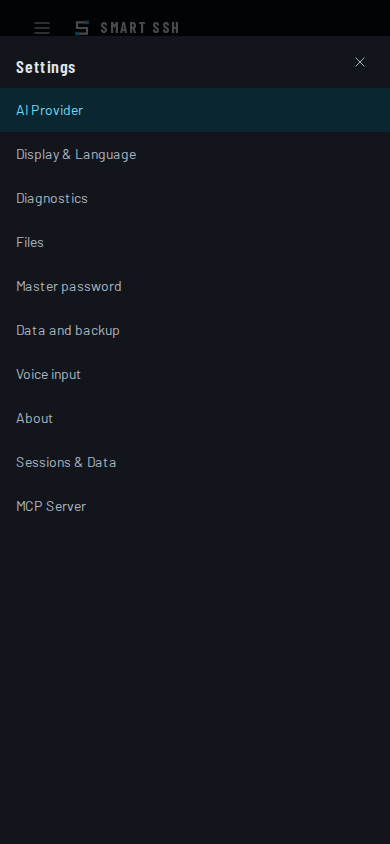 SMART SSH
Settings
AI Provider
Display & Language
Diagnostics
Files
Master password
Data and backup
Voice input
About
Sessions & Data
MCP Server